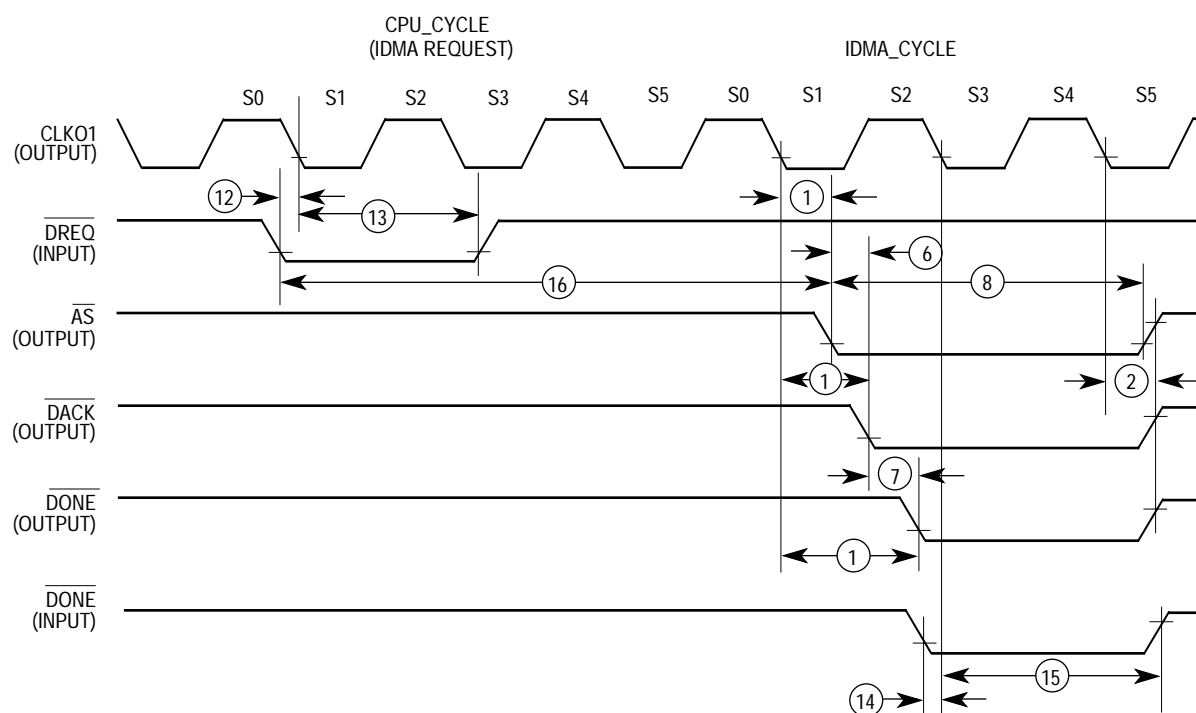 CPU_CYCLE
(IDMA REQUEST)
IDMA_CYCLE
S0 S1 S2 S3 S4 S5 S0 S1 S2 S3 S4 S5
CLKO1
(OUTPUT)
12
13
1
DREQ
(INPUT)
6
16
8
AS
(OUTPUT)
1
2
DACK
(OUTPUT)
7
DONE
(OUTPUT)
1
DONE
(INPUT)
15
14